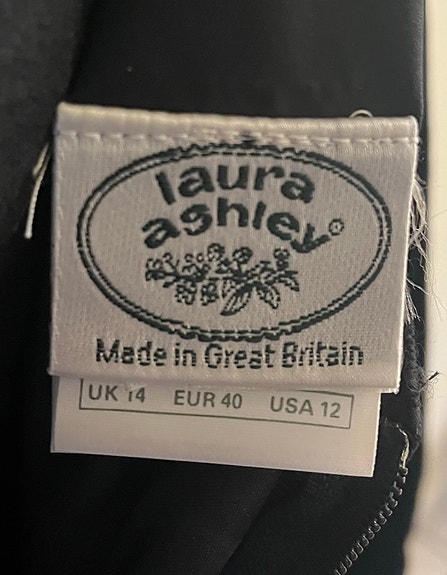 laura
ashley®
Made in Great Britain
UK 14 EUR 40 USA 12